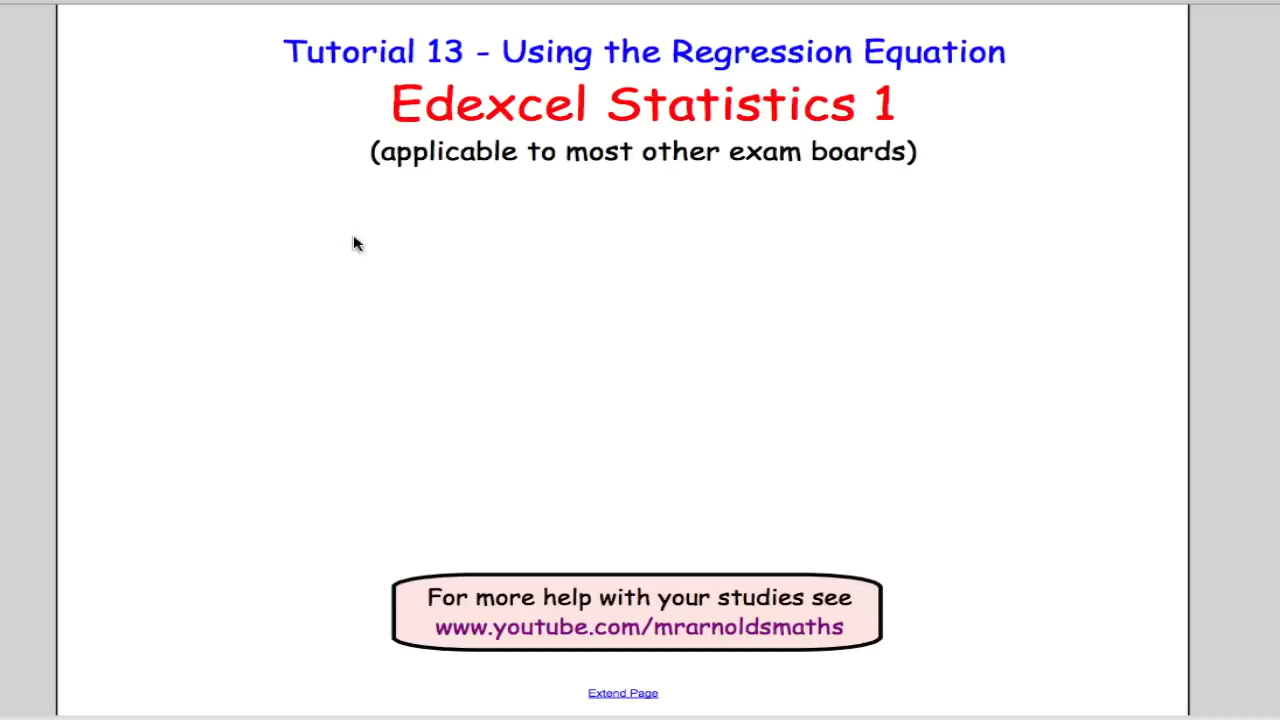 Tutorial 13 - Using the Regression Equation
Edexcel Statistics 1
(applicable to most other exam boards)
For more help with your studies see
www.youtube.com/mrarnoldsmaths
Extend Page